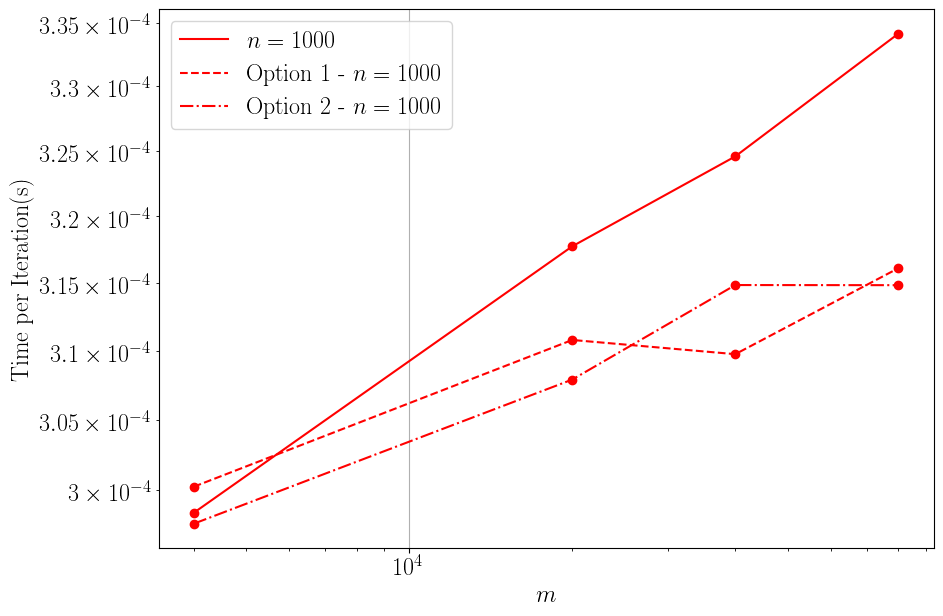 3.35 × 10⁻⁴
3.3 × 10⁻⁴
3.25 × 10⁻⁴
3.2 × 10⁻⁴
3.15 × 10⁻⁴
3.1 × 10⁻⁴
3.05 × 10⁻⁴
3 × 10⁻⁴
Time per Iteration(s)
n = 1000
Option 1 - n = 1000
Option 2 - n = 1000
10⁴
m